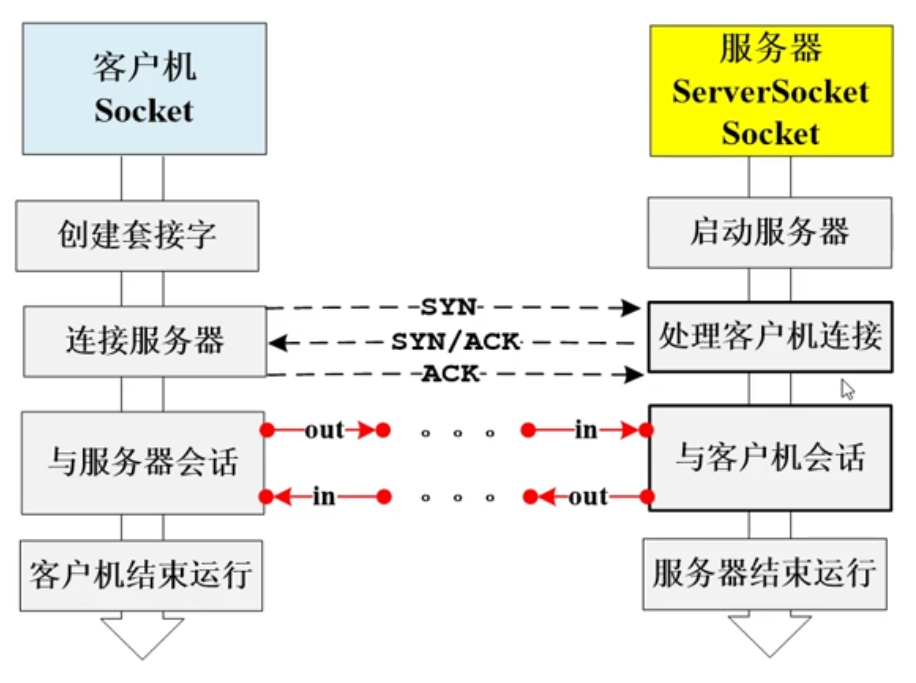 客户机
Socket
服务器
ServerSocket
Socket
创建套接字
启动服务器
连接服务器
SYN
SYN/ACK
ACK
处理客户机连接
与服务器会话
out
in
in
out
与客户机会话
客户机结束运行
服务器结束运行